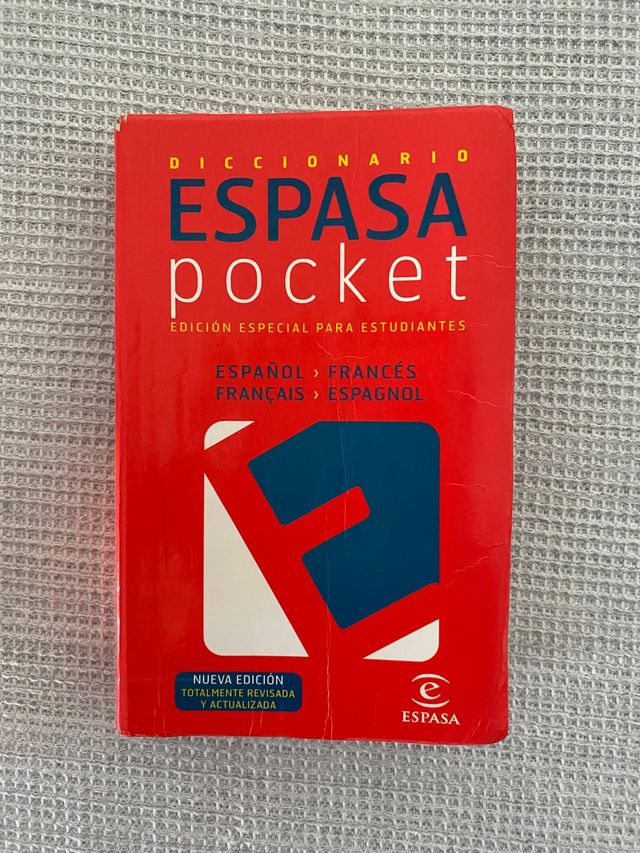 DICCIONARIO
ESPASA
pocket
EDICIÓN ESPECIAL PARA ESTUDIANTES
ESPAÑOL › FRANCÉS
FRANÇAIS › ESPAGNOL
NUEVA EDICIÓN
TOTALMENTE REVISADA
Y ACTUALIZADA
ESPASA